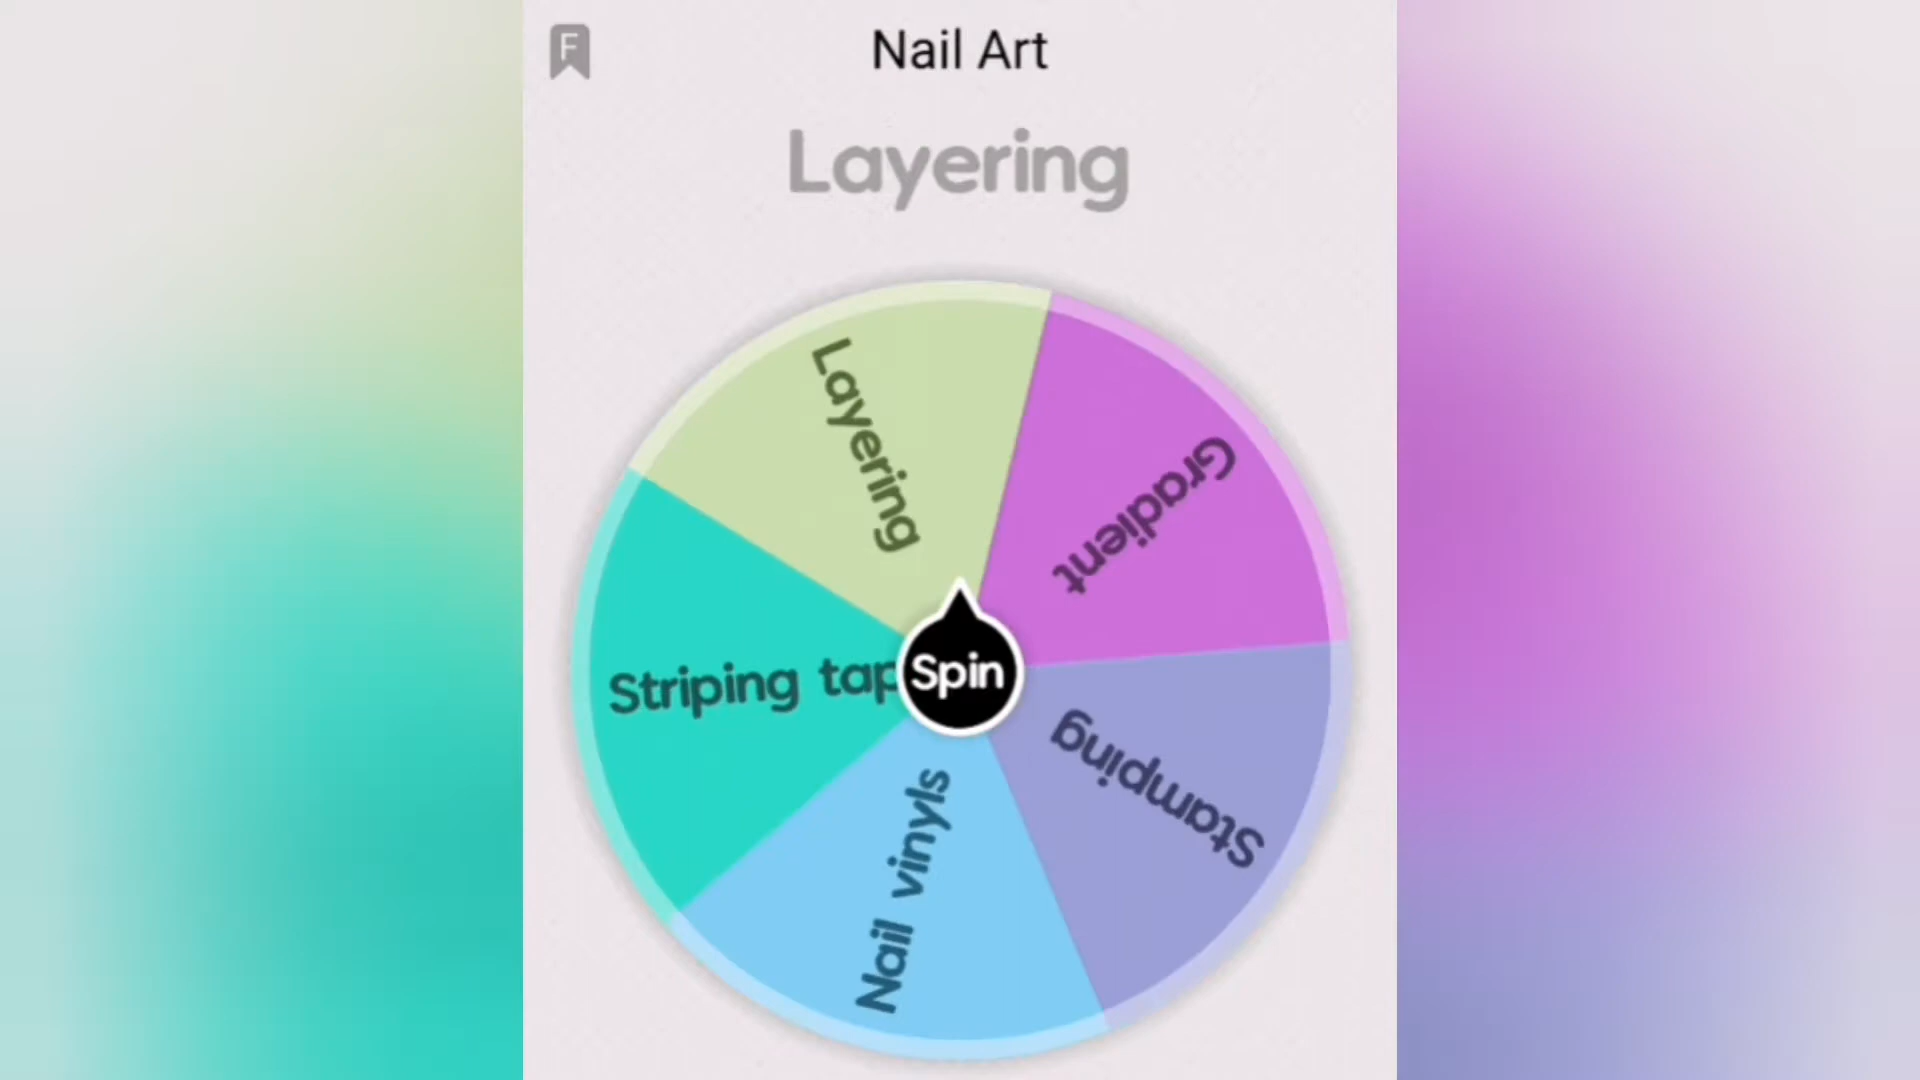 F
Nail Art
Layering
Layering
Gradient
Striping tap
Spin
Stamping
Nail vinyls